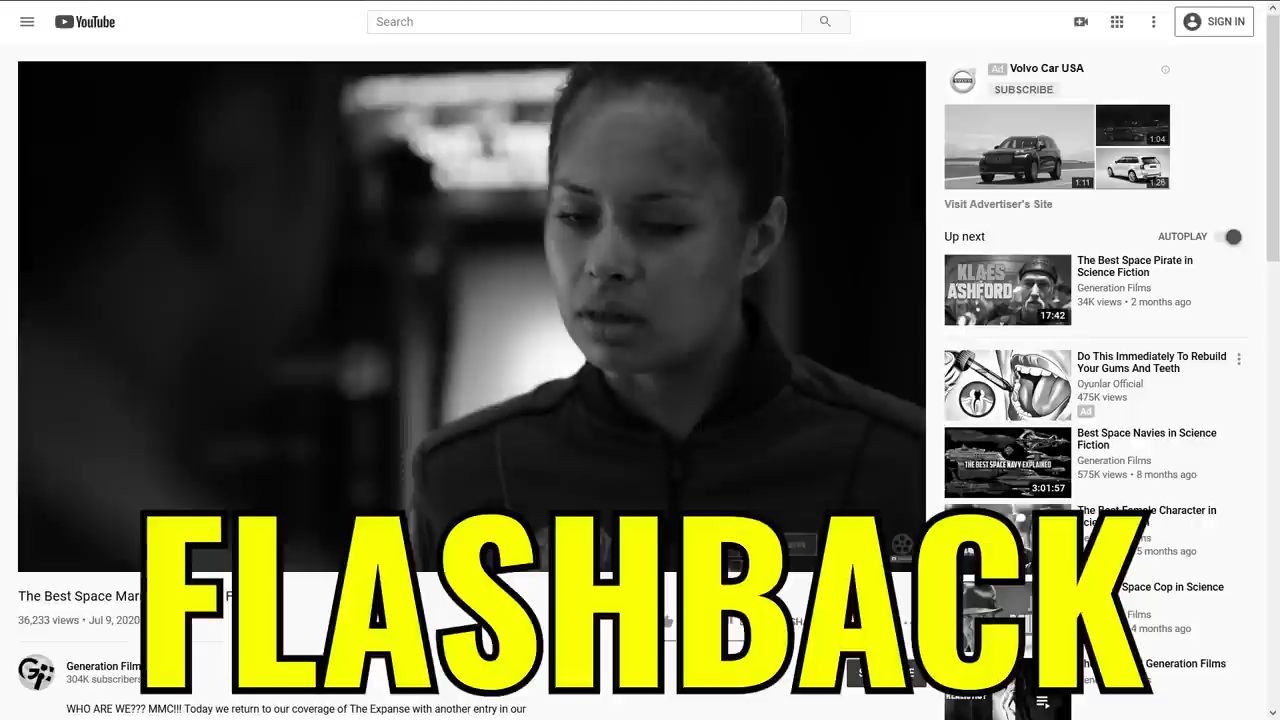 YouTube
Search
SIGN IN
Ad Volvo Car USA
SUBSCRIBE
1:04
1:11
1:26
Visit Advertiser's Site
Up next
AUTOPLAY
KLAES
ASHFORD
17:42
The Best Space Pirate in
Science Fiction
Generation Films
34K views • 2 months ago
Do This Immediately To Rebuild
Your Gums And Teeth
Oyunlar Official
475K views
Ad
THE BEST SPACE NAVY EXPLAINED
3:01:57
Best Space Navies in Science
Fiction
Generation Films
575K views • 8 months ago
The Best Female Character in
5 months ago
Space Cop in Science
Films
4 months ago
Generation Films
FLASHBACK
The Best Space Mar
36,233 views • Jul 9, 2020
Generation Film
304K subscribers
WHO ARE WE??? MMC!!! Today we return to our coverage of The Expanse with another entry in our